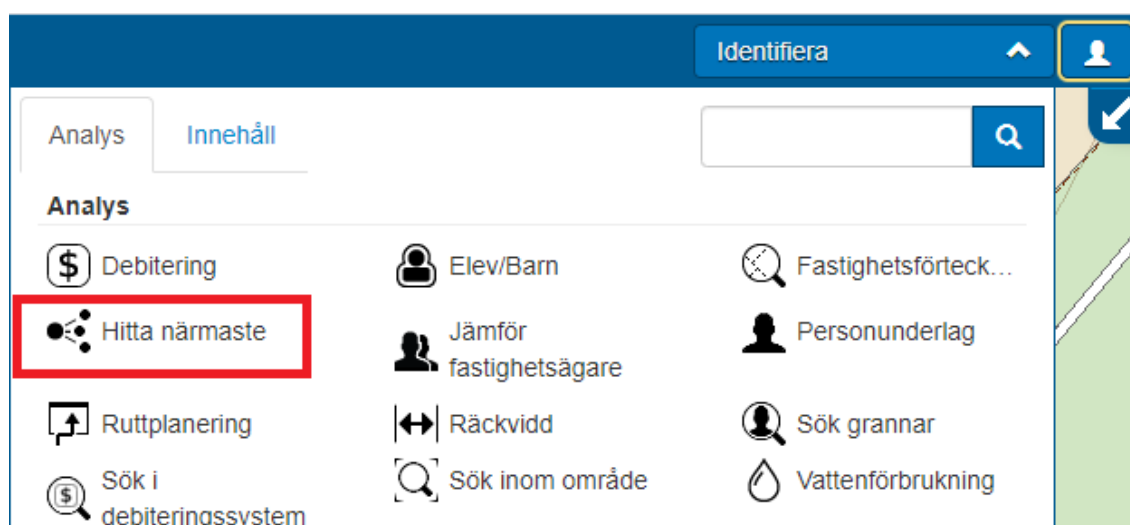 Identifiera
Analys
Innehåll
Analys
Debitering
Elev/Barn
Fastighetsförteck...
Hitta närmaste
Jämför
fastighetsägare
Personunderlag
Ruttplanering
Räckvidd
Sök grannar
Sök i
debiteringssystem
Sök inom område
Vattenförbrukning